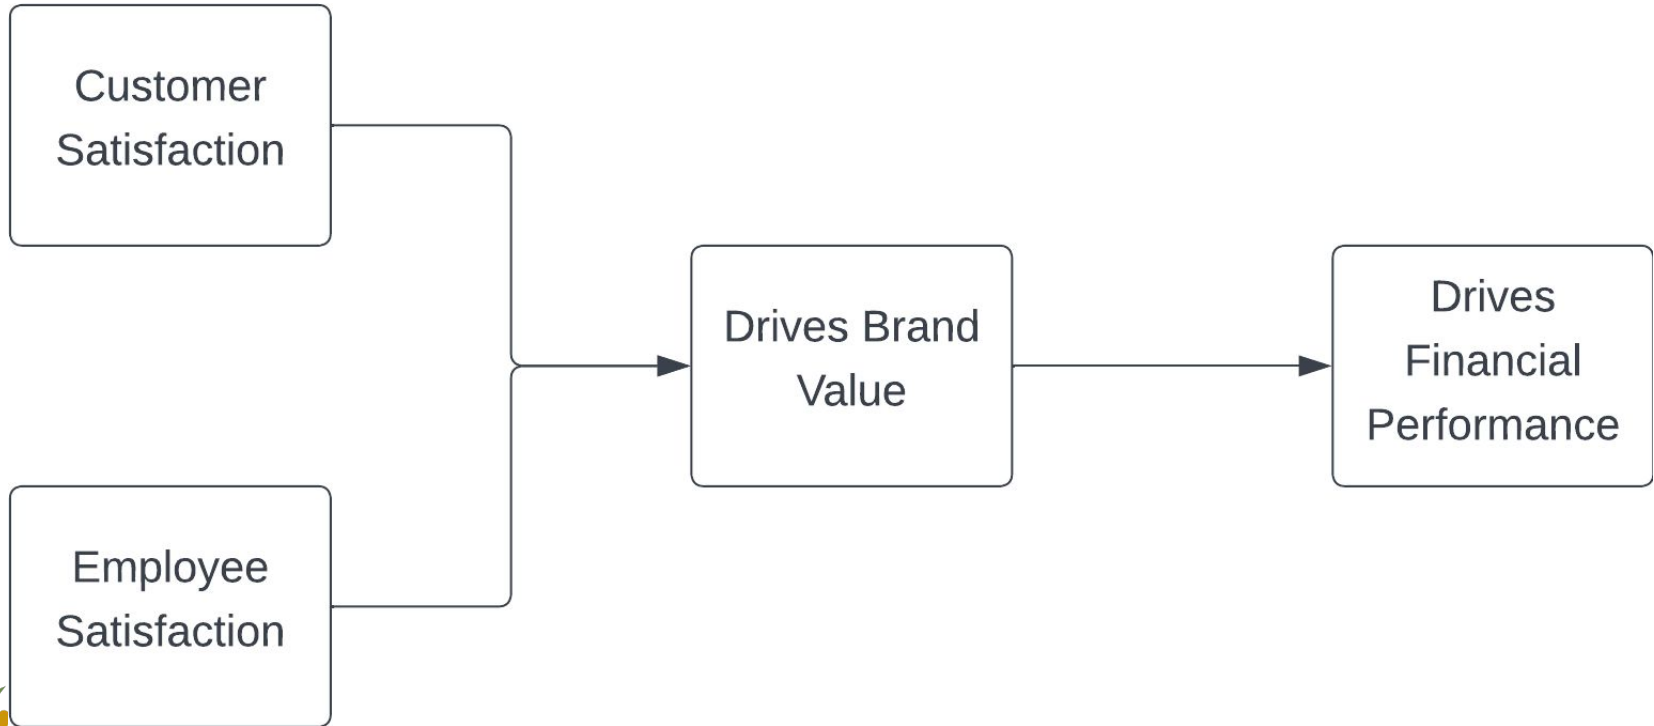 Customer
Satisfaction
Drives Brand
Value
Drives
Financial
Performance
Employee
Satisfaction